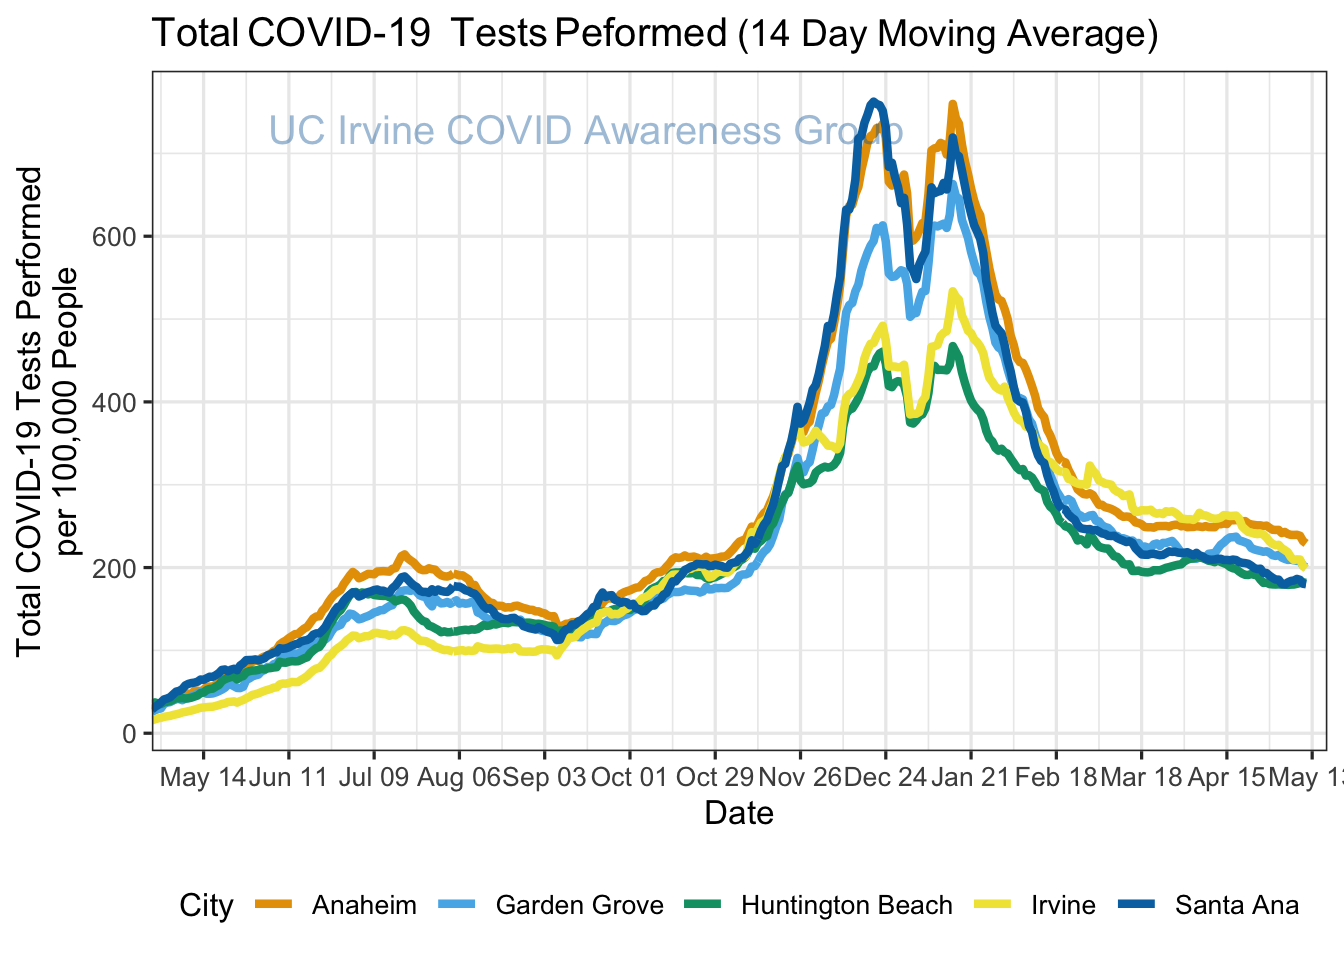 Total COVID-19 Tests Peformed (14 Day Moving Average)
UC Irvine COVID Awareness Group
Total COVID-19 Tests Performed
per 100,000 People
600
400
200
0
May 14 Jun 11 Jul 09 Aug 06 Sep 03 Oct 01 Oct 29 Nov 26 Dec 24 Jan 21 Feb 18 Mar 18 Apr 15 May 13
Date
City Anaheim Garden Grove Huntington Beach Irvine Santa Ana